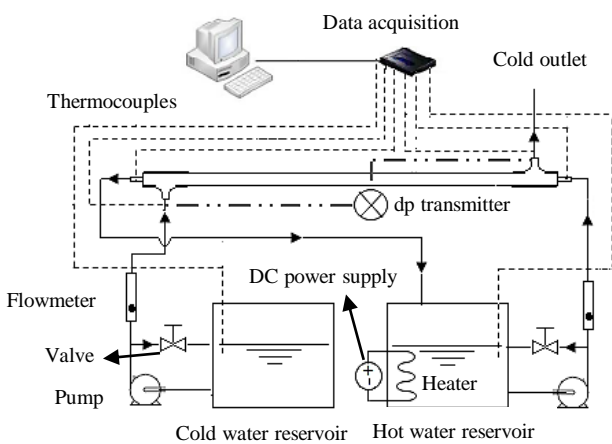 Data acquisition
Cold outlet
Thermocouples
dp transmitter
DC power supply
Flowmeter
Valve
Heater
Pump
Cold water reservoir
Hot water reservoir